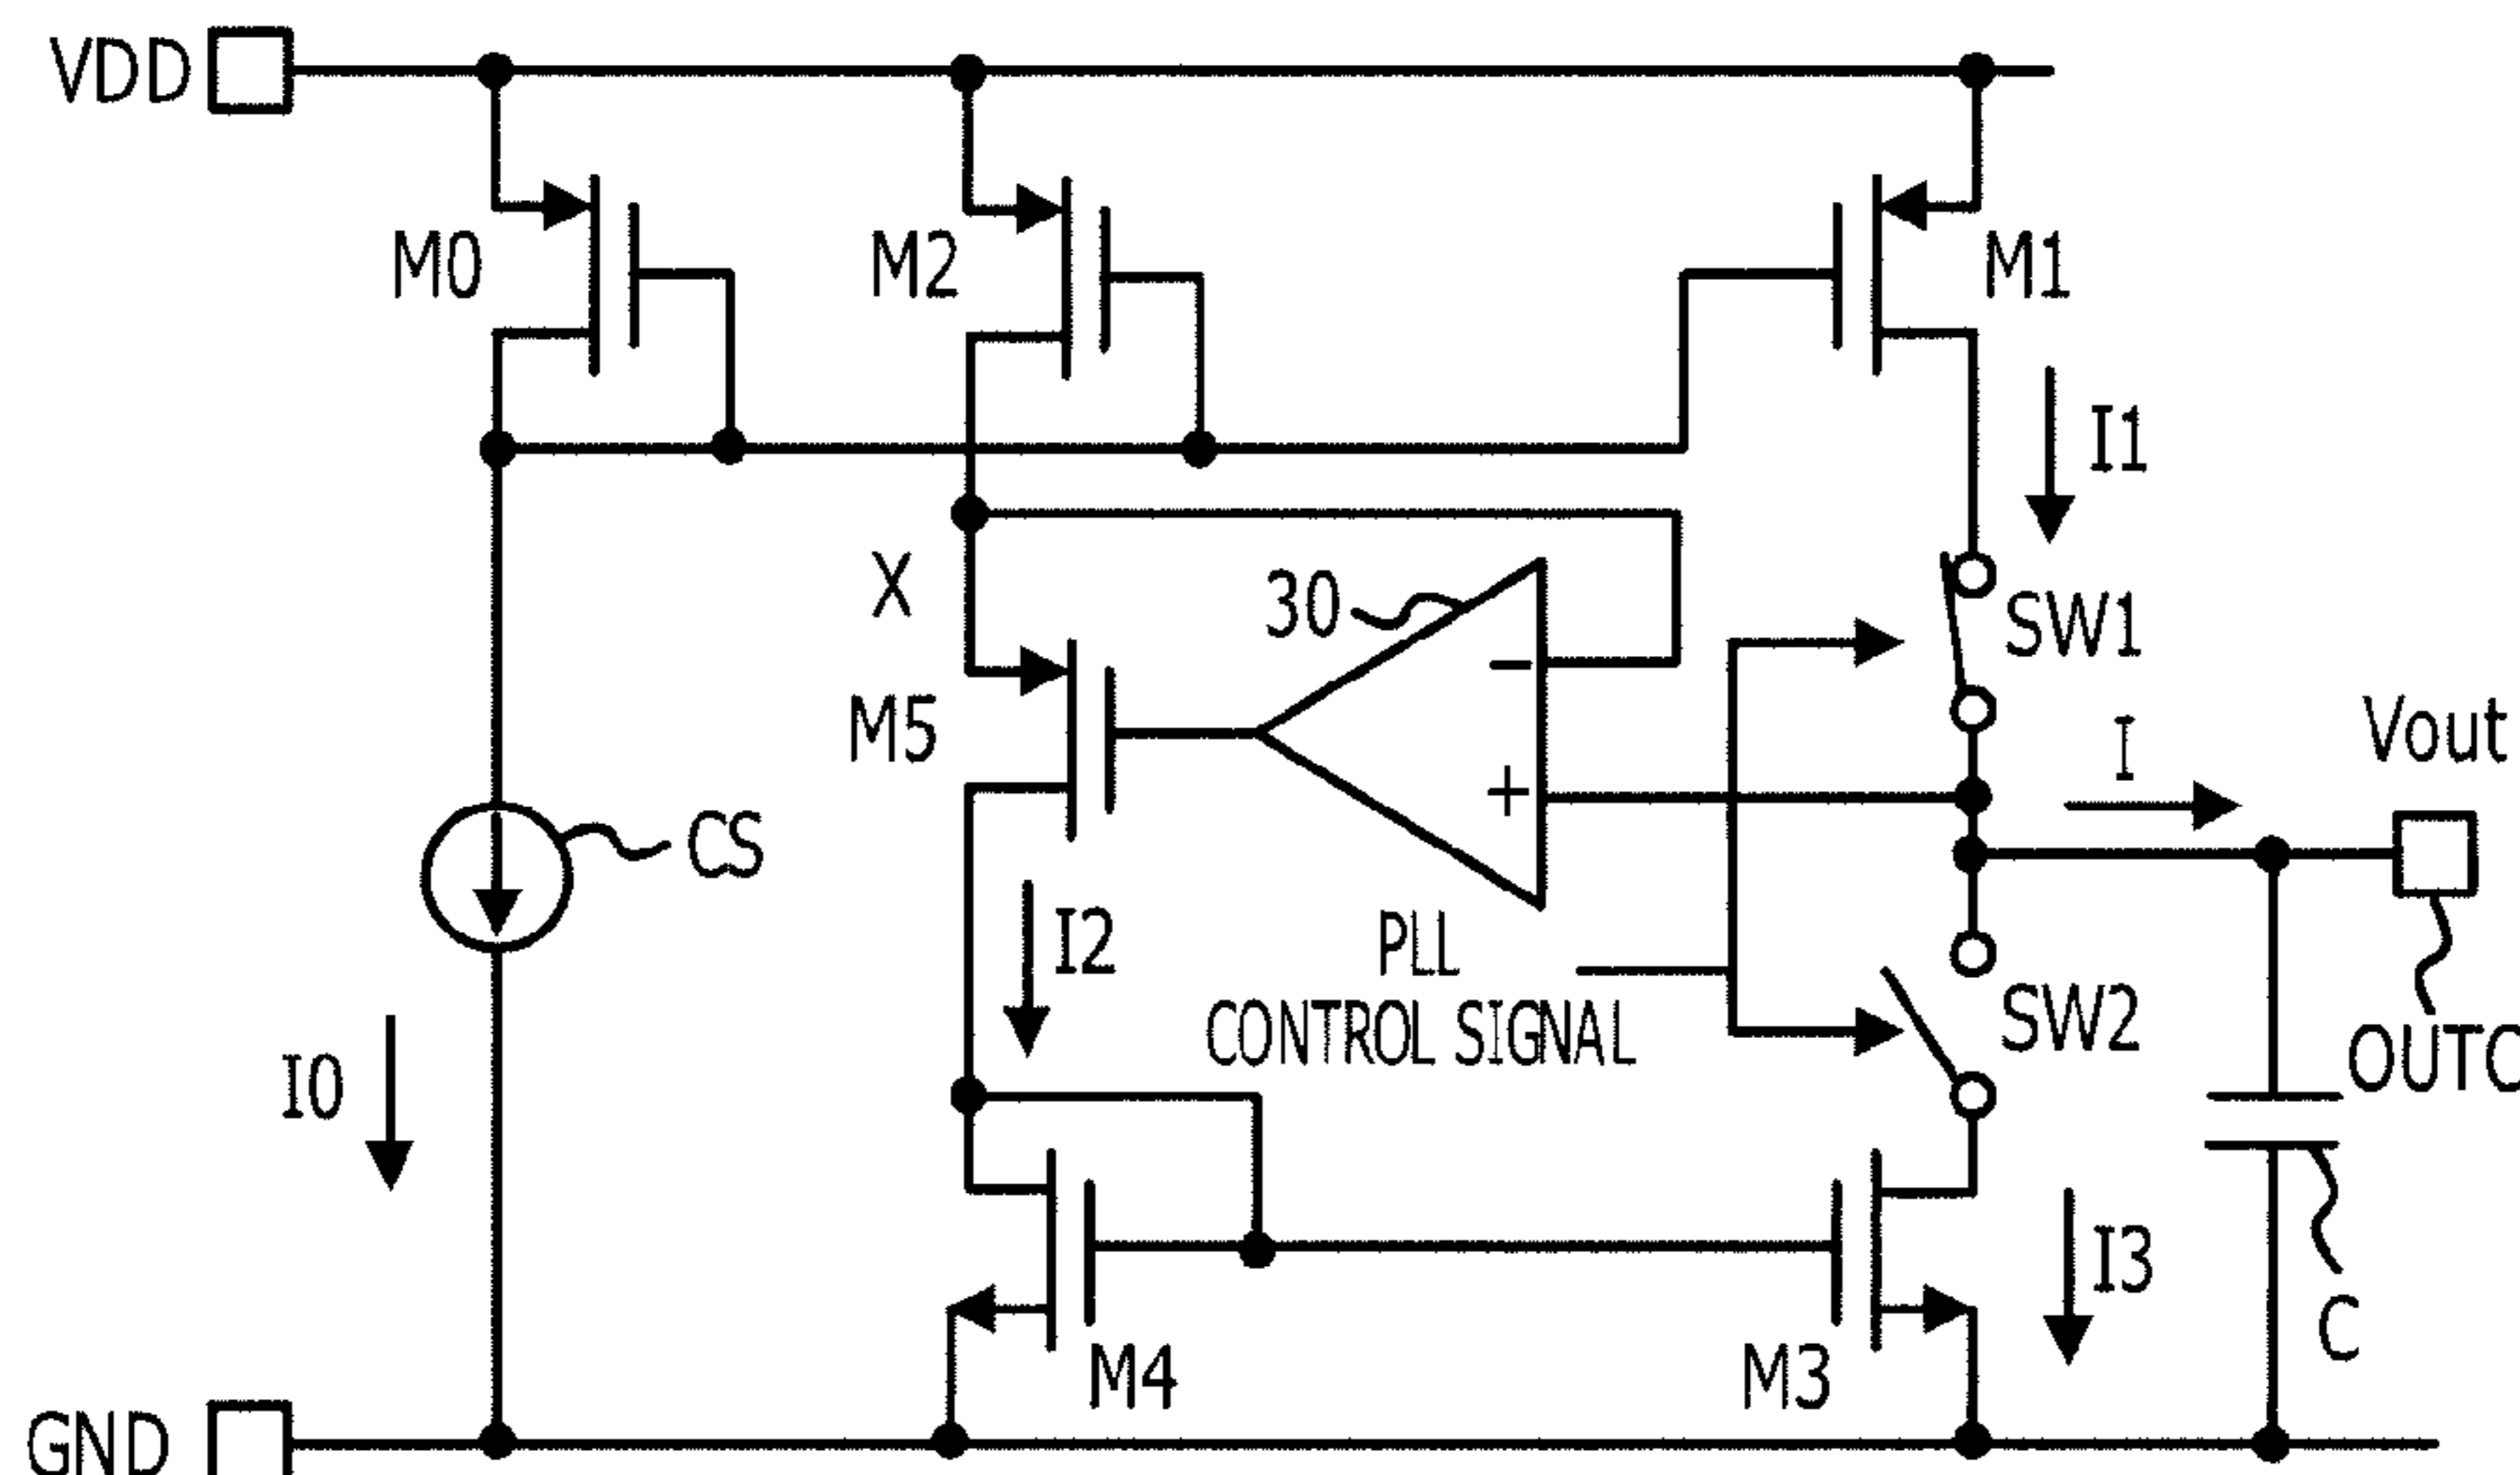 VDD
M0
M2
M1
I1
X
30
SW1
−
M5
I
Vout
+
CS
I2
PLL
CONTROL SIGNAL
SW2
OUTC
I0
I3
C
M4
M3
GND